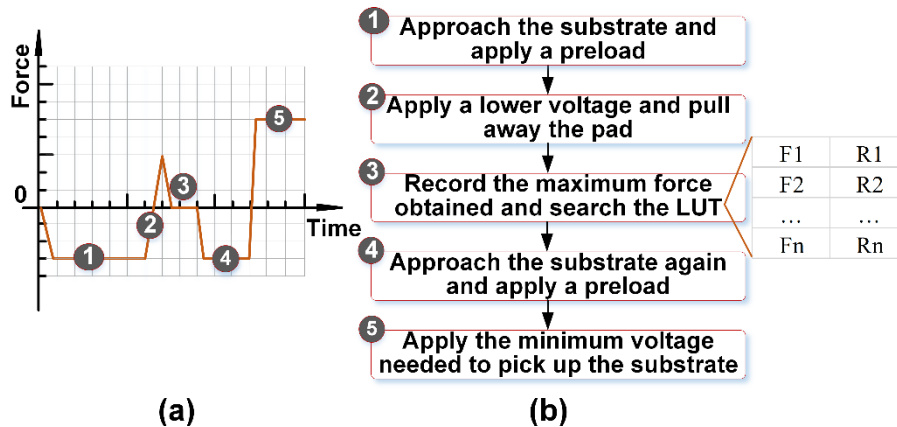 Force
0
Time
1
2
3
4
5
(a)
1
Approach the substrate and
apply a preload
2
Apply a lower voltage and pull
away the pad
3
Record the maximum force
obtained and search the LUT
F1 R1
F2 R2
... ...
Fn Rn
4
Approach the substrate again
and apply a preload
5
Apply the minimum voltage
needed to pick up the substrate
(b)